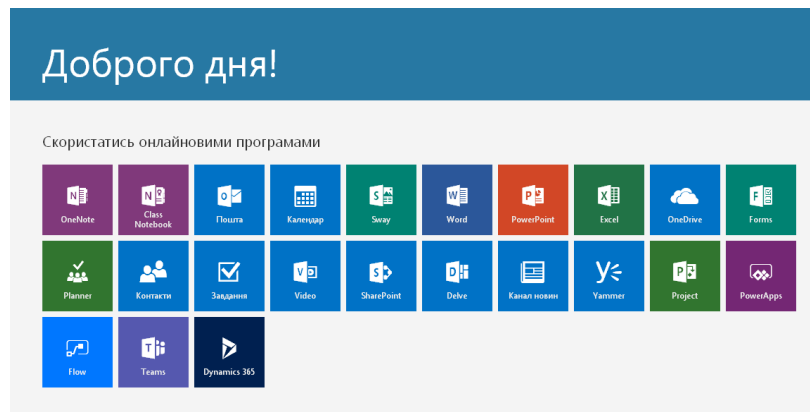 Доброго дня!
Скористатись онлайновими програмами
OneNote
Class
Notebook
Пошта
Календар
Sway
Word
PowerPoint
Excel
OneDrive
Forms
Planner
Контакти
Завдання
Video
SharePoint
Delve
Канал новин
Yammer
Project
PowerApps
Flow
Teams
Dynamics 365